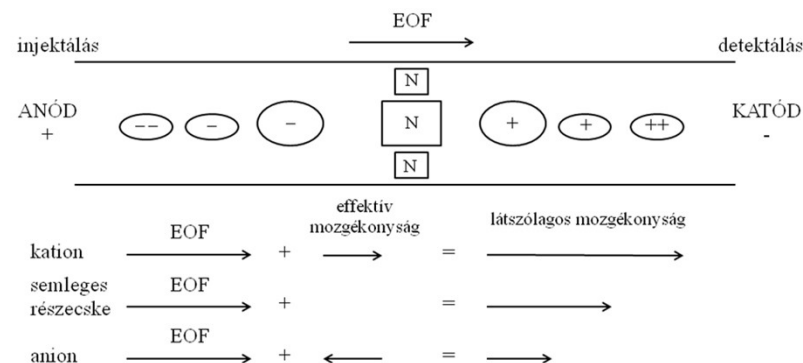 EOF
injektálás
detektálás
N
ANÓD
+
-- - - N + + ++
KATÓD
-
N
effektív mozgékonyság
látszólagos mozgékonyság
kation EOF + =
semleges részecske EOF + =
anion EOF + =